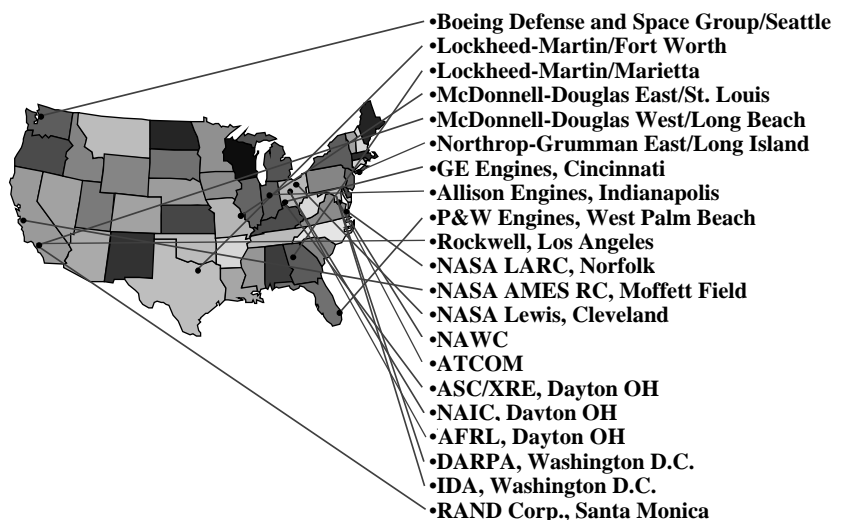 •Boeing Defense and Space Group/Seattle
•Lockheed-Martin/Fort Worth
•Lockheed-Martin/Marietta
•McDonnell-Douglas East/St. Louis
•McDonnell-Douglas West/Long Beach
•Northrop-Grumman East/Long Island
•GE Engines, Cincinnati
•Allison Engines, Indianapolis
•P&W Engines, West Palm Beach
•Rockwell, Los Angeles
•NASA LARC, Norfolk
•NASA AMES RC, Moffett Field
•NASA Lewis, Cleveland
•NAWC
•ATCOM
•ASC/XRE, Dayton OH
•NAIC, Dayton OH
•AFRL, Dayton OH
•DARPA, Washington D.C.
•IDA, Washington D.C.
•RAND Corp., Santa Monica